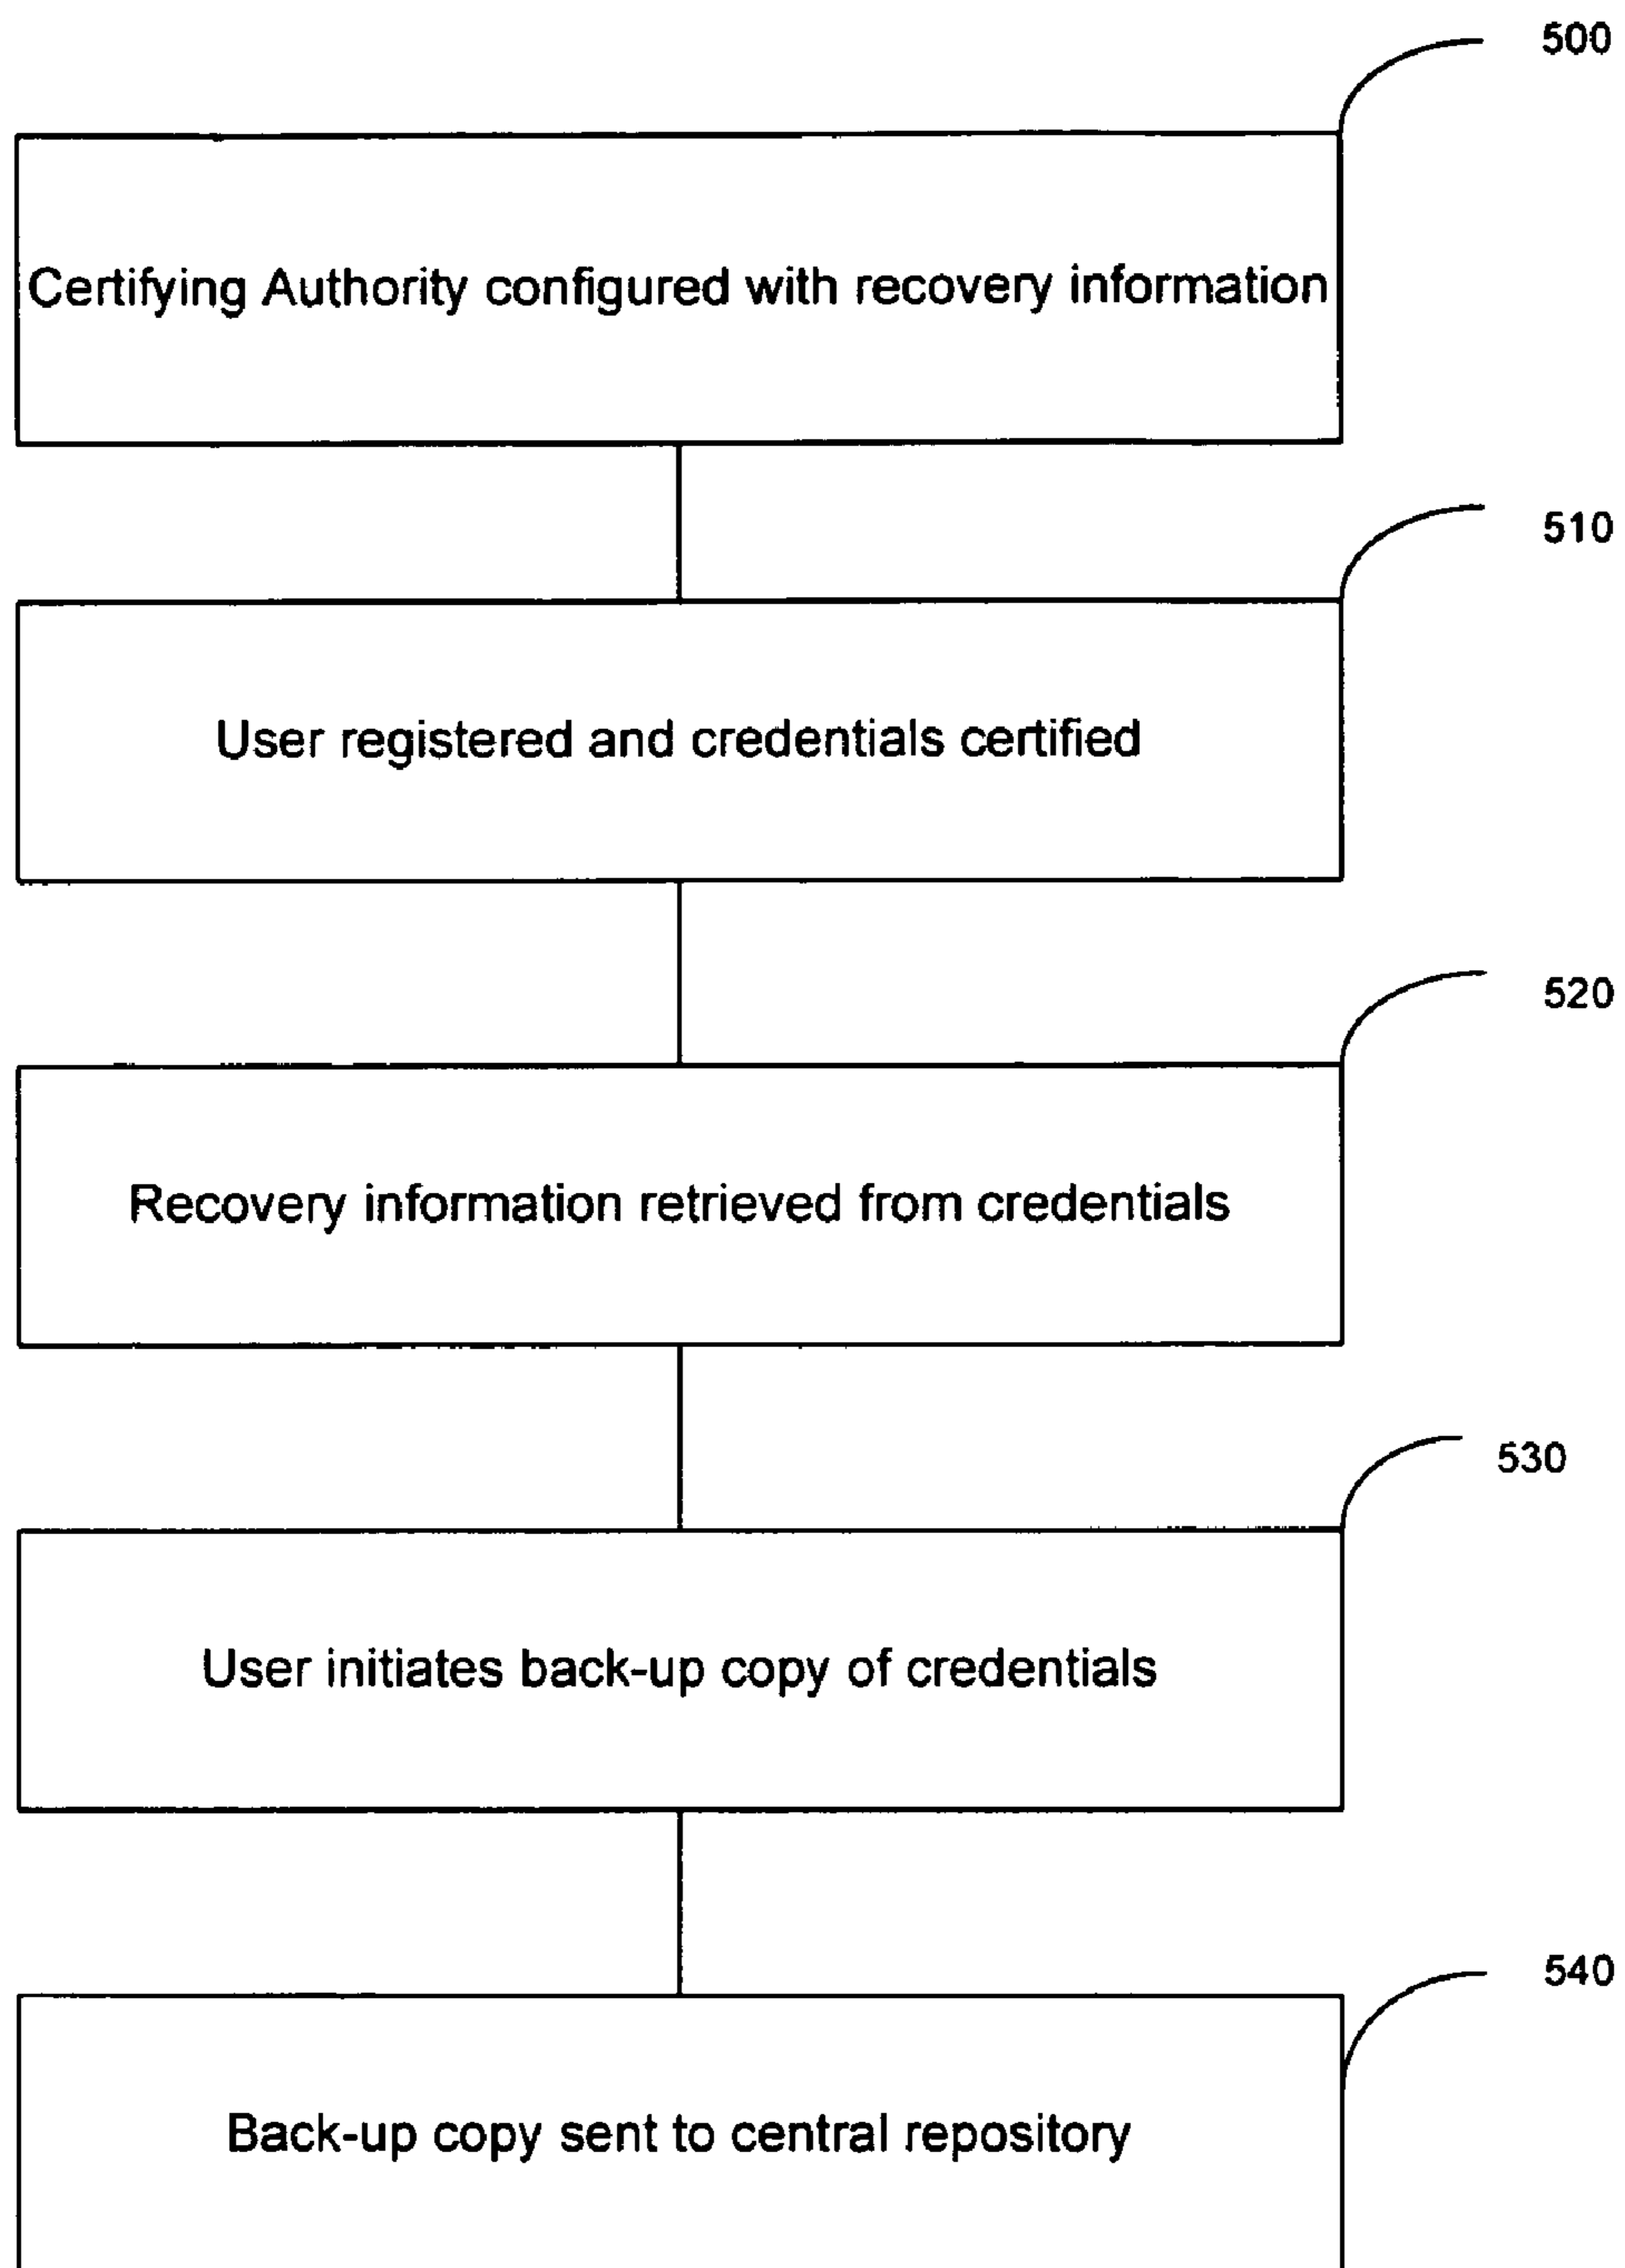 500
Certifying Authority configured with recovery information
510
User registered and credentials certified
520
Recovery information retrieved from credentials
530
User initiates back-up copy of credentials
540
Back-up copy sent to central repository